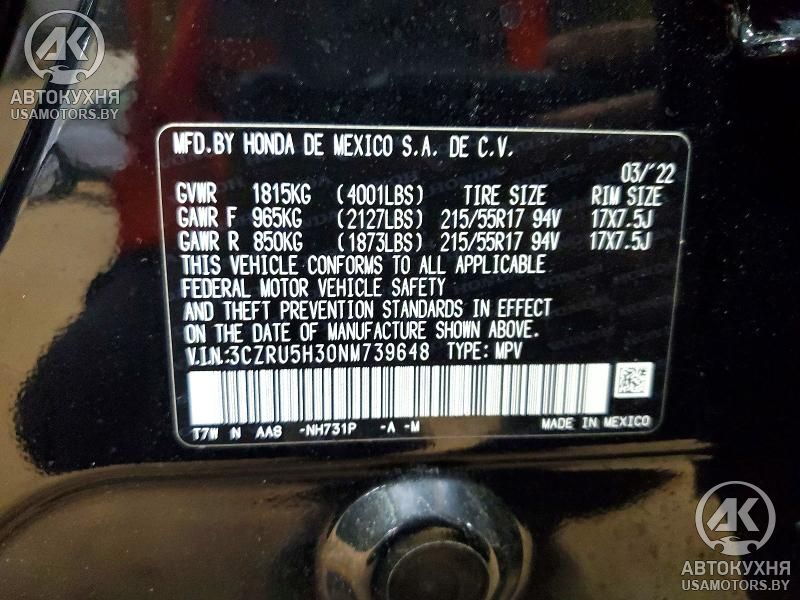 AK
АВТОКУХНЯ
USAMOTORS.BY
MFD.BY HONDA DE MEXICO S.A. DE C.V.
03/'22
GVWR 1815KG (4001LBS) TIRE SIZE RIM SIZE
GAWR F 965KG (2127LBS) 215/55R17 94V 17X7.5J
GAWR R 850KG (1873LBS) 215/55R17 94V 17X7.5J
THIS VEHICLE CONFORMS TO ALL APPLICABLE
FEDERAL MOTOR VEHICLE SAFETY
AND THEFT PREVENTION STANDARDS IN EFFECT
ON THE DATE OF MANUFACTURE SHOWN ABOVE.
V.I.N.:3CZRU5H30NM739648 TYPE: MPV
T7W N AA8 -NH731P -A -M MADE IN MEXICO
AK
АВТОКУХНЯ
USAMOTORS.BY